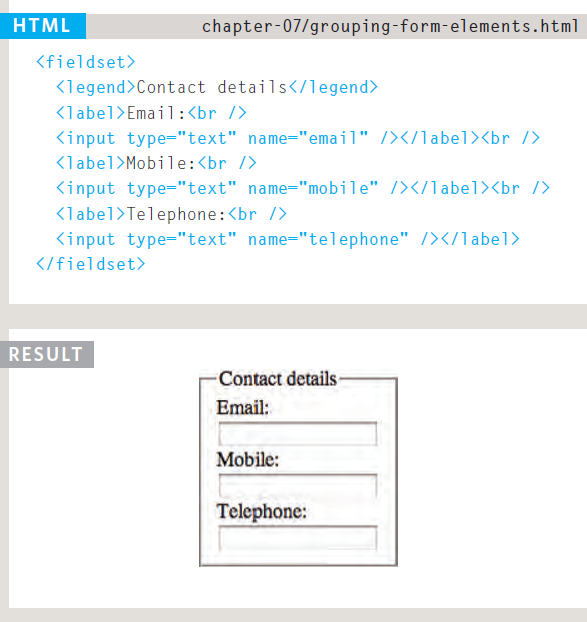 HTML chapter-07/grouping-form-elements.html
<fieldset>
<legend>Contact details</legend>
<label>Email:<br />
<input type="text" name="email" /></label><br />
<label>Mobile:<br />
<input type="text" name="mobile" /></label><br />
<label>Telephone:<br />
<input type="text" name="telephone" /></label>
</fieldset>
RESULT
Contact details
Email:
Mobile:
Telephone: